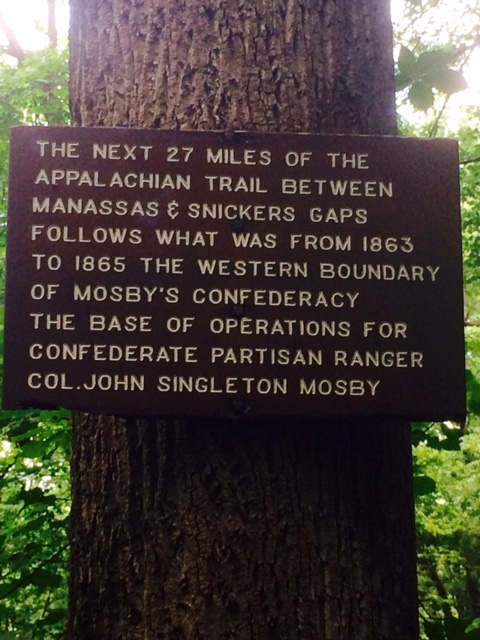 THE NEXT 27 MILES OF THE
APPALACHIAN TRAIL BETWEEN
MANASSAS & SNICKERS GAPS
FOLLOWS WHAT WAS FROM 1863
TO 1865 THE WESTERN BOUNDARY
OF MOSBY'S CONFEDERACY
THE BASE OF OPERATIONS FOR
CONFEDERATE PARTISAN RANGER
COL. JOHN SINGLETON MOSBY